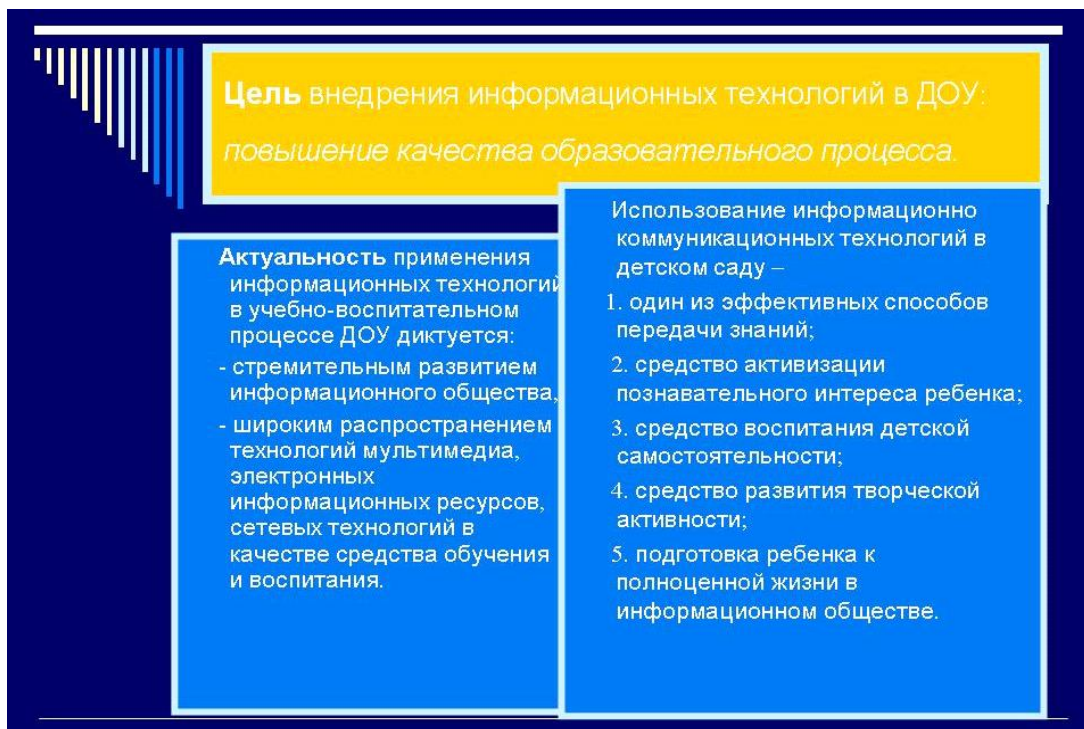 Цель внедрения информационных технологий в ДОУ:
повышение качества образовательного процесса.
Актуальность применения
информационных технологий
в учебно-воспитательном
процессе ДОУ диктуется:
- стремительным развитием
информационного общества,
- широким распространением
технологий мультимедиа,
электронных
информационных ресурсов,
сетевых технологий в
качестве средства обучения
и воспитания.
Использование информационно
коммуникационных технологий в
детском саду –
1. один из эффективных способов
передачи знаний;
2. средство активизации
познавательного интереса ребенка;
3. средство воспитания детской
самостоятельности;
4. средство развития творческой
активности;
5. подготовка ребенка к
полноценной жизни в
информационном обществе.